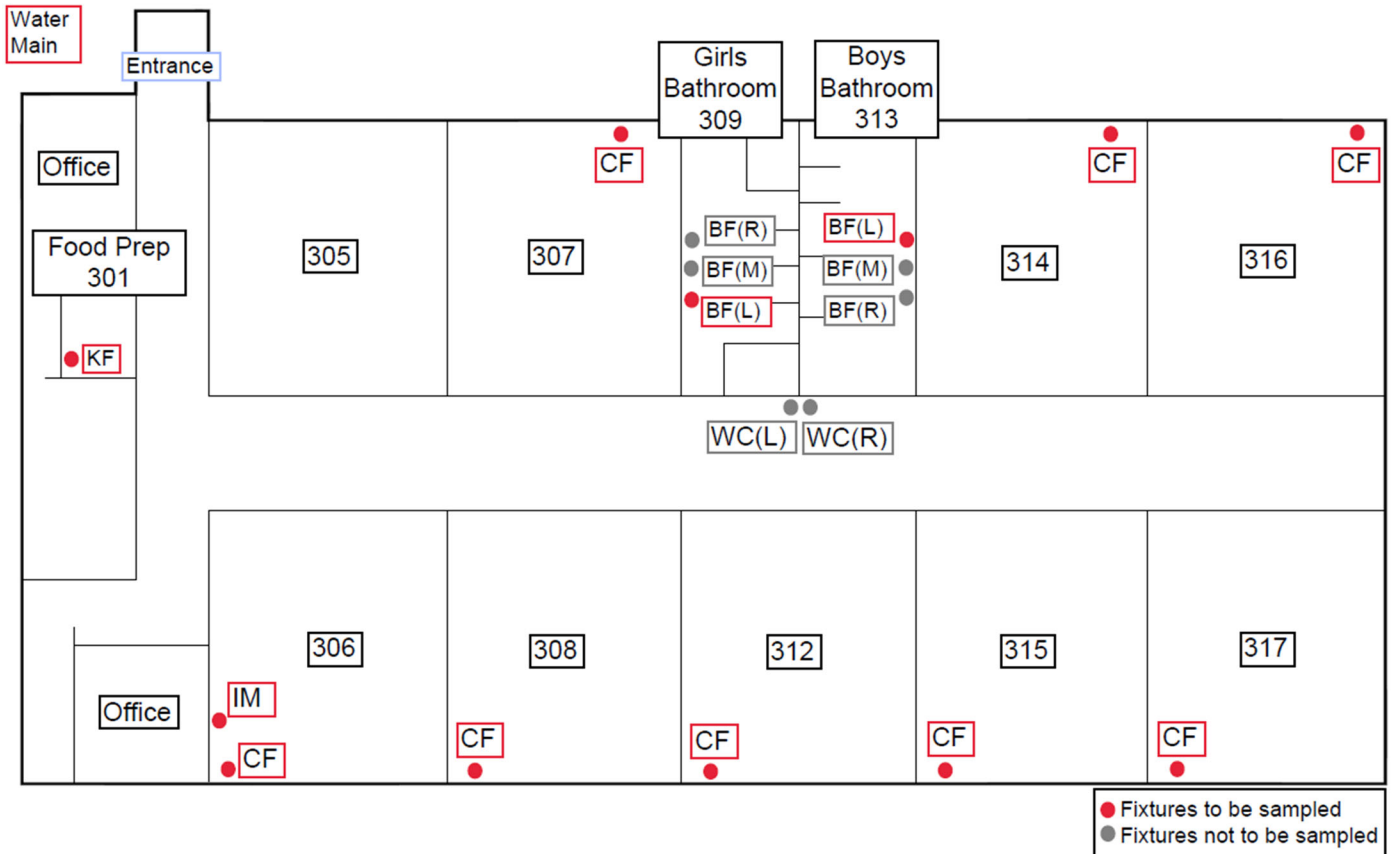 Water
Main
Entrance
Girls
Bathroom
309
Boys
Bathroom
313
Office
CF
CF
CF
Food Prep
301
305
307
BF(R)
BF(M)
BF(L)
BF(L)
BF(M)
BF(R)
314
316
KF
WC(L)
WC(R)
306
308
312
315
317
IM
Office
CF
CF
CF
CF
CF
Fixtures to be sampled
Fixtures not to be sampled